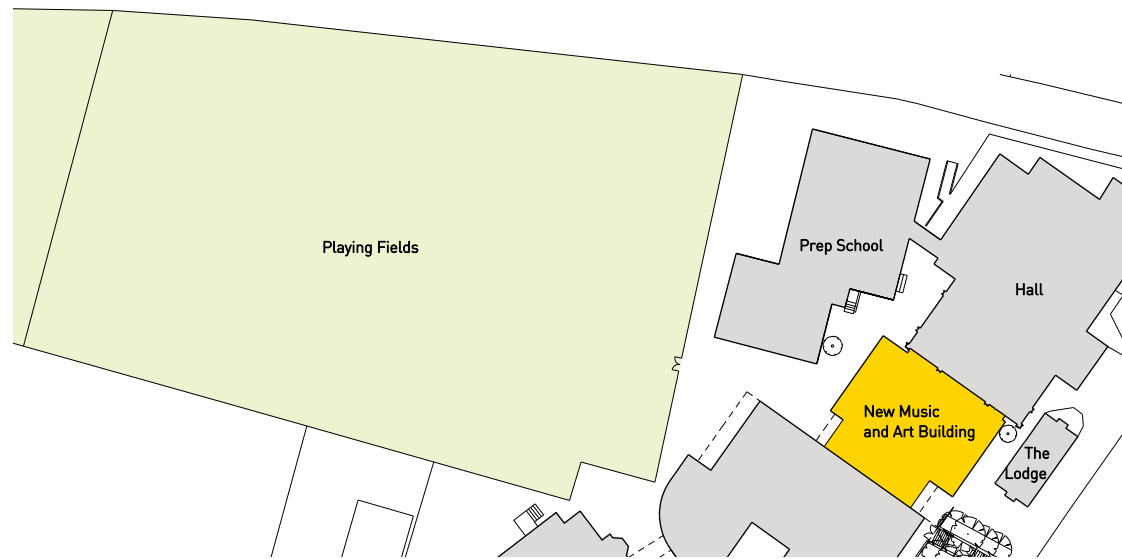 Playing Fields
Prep School
Hall
New Music
and Art Building
The
Lodge